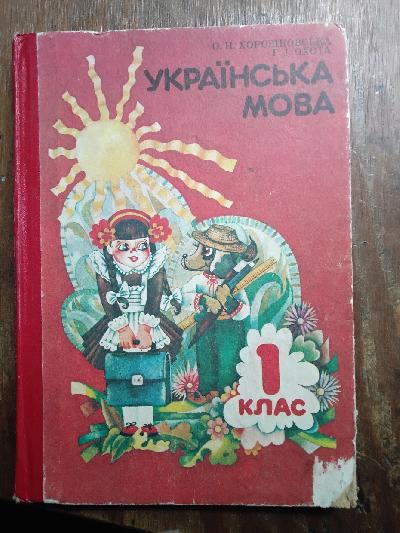 О. Н. ХОРОШКОВСЬКА
Г. І. ОХОТА
УКРАЇНСЬКА
МОВА
1
КЛАС